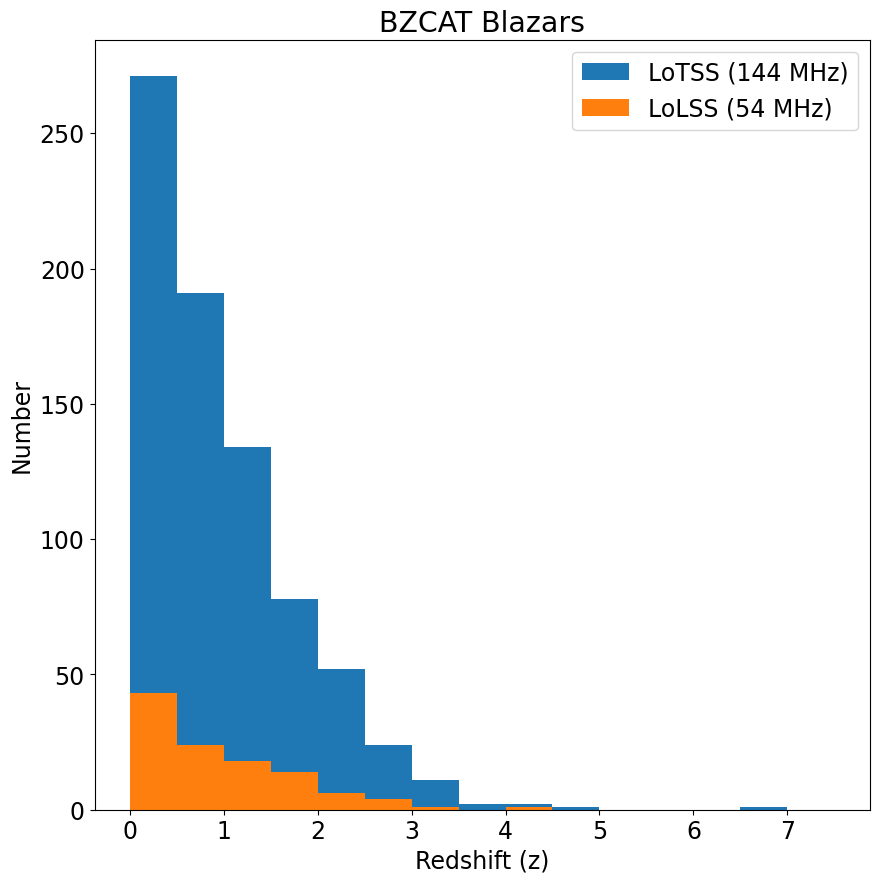 BZCAT Blazars
LoTSS (144 MHz)
LoLSS (54 MHz)
250
200
150
100
50
0
Number
0 1 2 3 4 5 6 7
Redshift (z)